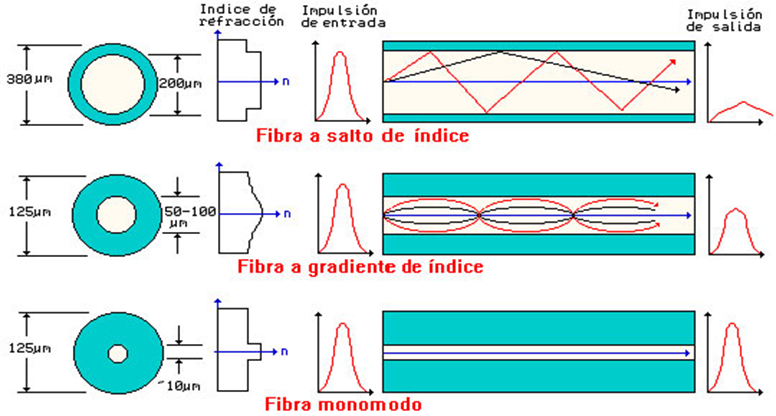 Indice de
refracción
Impulsión
de entrada
Impulsión
de salida
380µm
200µm
n
Fibra a salto de índice
125µm
50-100
µm
n
Fibra a gradiente de índice
125µm
~10µm
n
Fibra monomodo